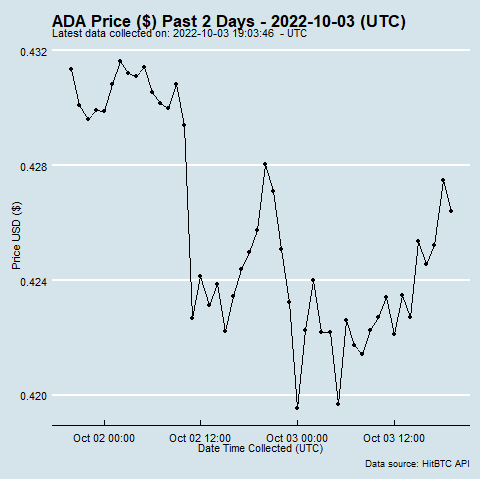 ADA Price ($) Past 2 Days - 2022-10-03 (UTC)
Latest data collected on: 2022-10-03 19:03:46  - UTC
0.432
0.428
0.424
0.420
Price USD ($)
Oct 02 00:00 Oct 02 12:00 Oct 03 00:00 Oct 03 12:00
Date Time Collected (UTC)
Data source: HitBTC API